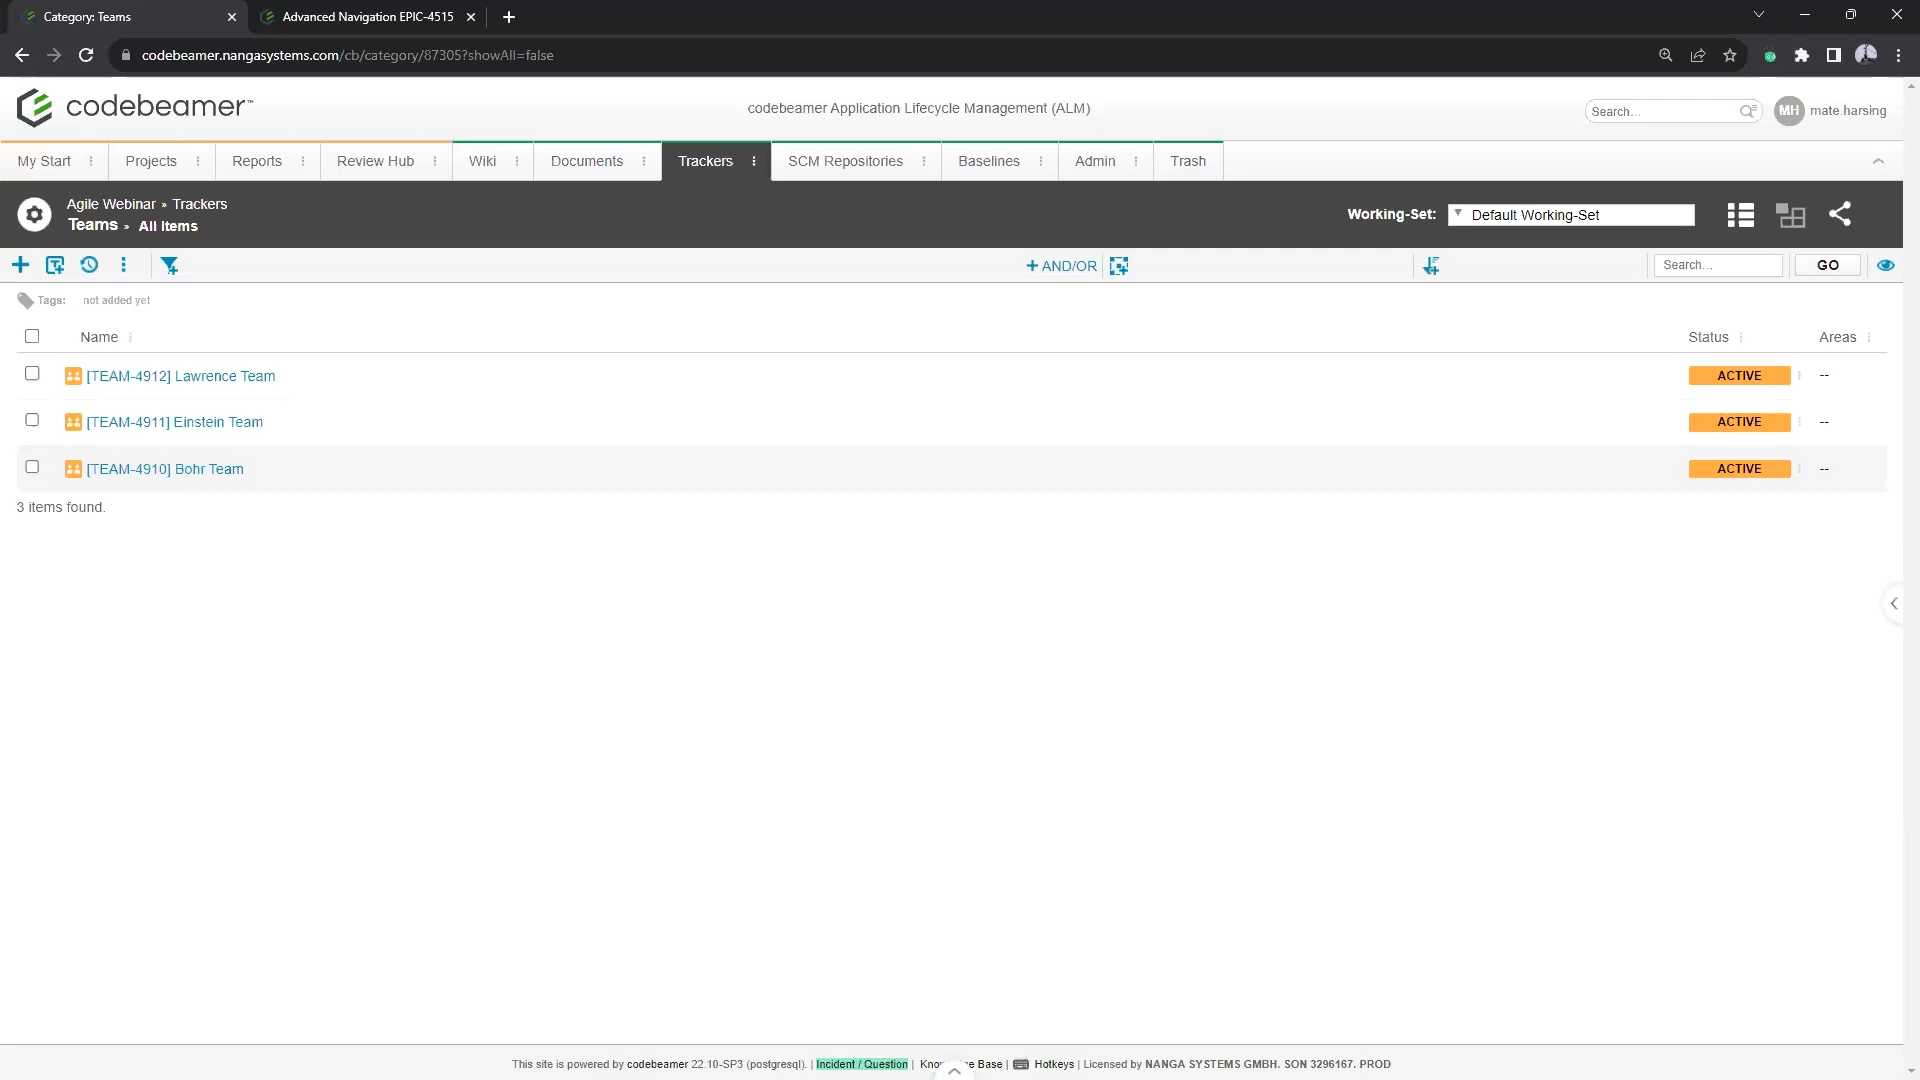 Category: Teams
Advanced Navigation EPIC-4515
codebeamer.nangasystems.com/cb/category/87305?showAll=false
codebeamer™
codebeamer Application Lifecycle Management (ALM)
Search...
MH mate.harsing
My Start Projects Reports Review Hub Wiki Documents Trackers SCM Repositories Baselines Admin Trash
Agile Webinar » Trackers
Teams » All Items
Working-Set: Default Working-Set
+ AND/OR
Search...
GO
Tags: not added yet
Name Status Areas
[TEAM-4912] Lawrence Team ACTIVE --
[TEAM-4911] Einstein Team ACTIVE --
[TEAM-4910] Bohr Team ACTIVE --
3 items found.
This site is powered by codebeamer 22.10-SP3 (postgresql). | Incident / Question | Base | Hotkeys | Licensed by NANGA SYSTEMS GMBH. SON 3296167. PROD